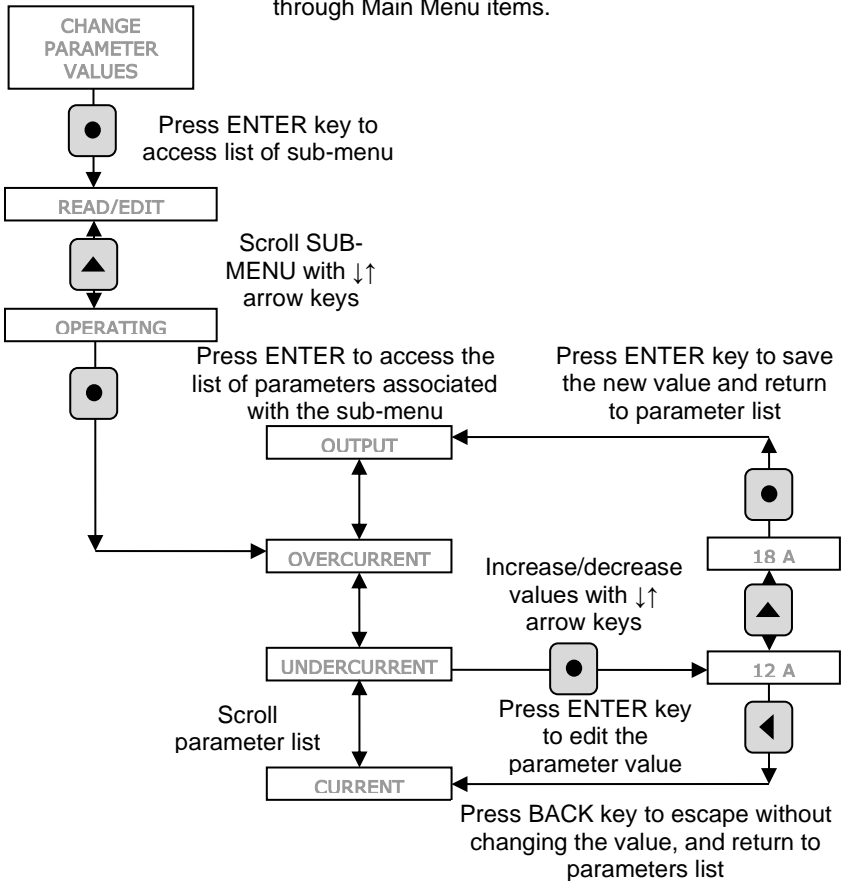 through Main Menu items.
CHANGE
PARAMETER
VALUES
Press ENTER key to
access list of sub-menu
READ/EDIT
Scroll SUB-
MENU with ↓↑
arrow keys
OPERATING
Press ENTER to access the
list of parameters associated
with the sub-menu
Press ENTER key to save
the new value and return
to parameter list
OUTPUT
OVERCURRENT
18 A
Increase/decrease
values with ↓↑
arrow keys
UNDERCURRENT
12 A
Scroll
parameter list
Press ENTER key
to edit the
parameter value
CURRENT
Press BACK key to escape without
changing the value, and return to
parameters list